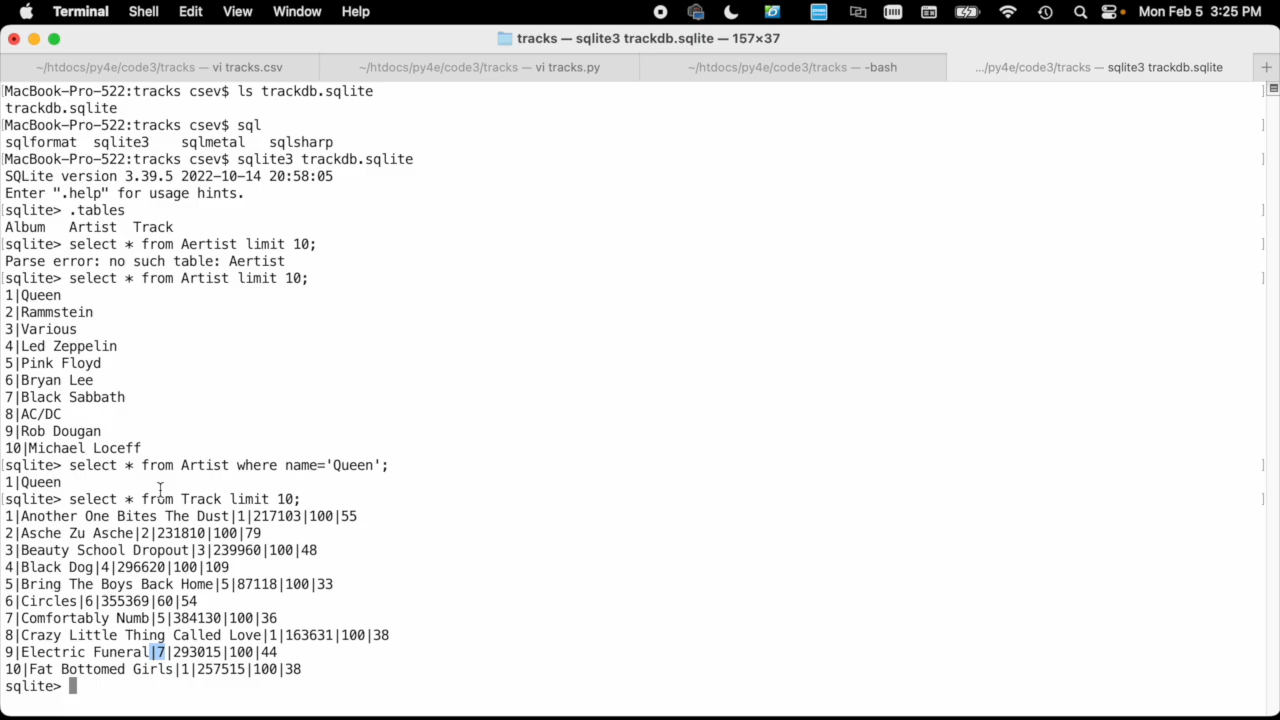 Terminal Shell Edit View Window Help Mon Feb 5 3:25 PM
tracks — sqlite3 trackdb.sqlite — 157×37
~/htdocs/py4e/code3/tracks — vi tracks.csv ~/htdocs/py4e/code3/tracks — vi tracks.py ~/htdocs/py4e/code3/tracks — -bash .../py4e/code3/tracks — sqlite3 trackdb.sqlite +
[MacBook-Pro-522:tracks csev$ ls trackdb.sqlite ]
trackdb.sqlite
[MacBook-Pro-522:tracks csev$ sql ]
sqlformat sqlite3 sqlmetal sqlsharp
[MacBook-Pro-522:tracks csev$ sqlite3 trackdb.sqlite ]
SQLite version 3.39.5 2022-10-14 20:58:05
Enter ".help" for usage hints.
[sqlite> .tables ]
Album Artist Track
[sqlite> select * from Aertist limit 10; ]
Parse error: no such table: Aertist
[sqlite> select * from Artist limit 10; ]
1|Queen
2|Rammstein
3|Various
4|Led Zeppelin
5|Pink Floyd
6|Bryan Lee
7|Black Sabbath
8|AC/DC
9|Rob Dougan
10|Michael Loceff
[sqlite> select * from Artist where name='Queen'; ]
1|Queen
[sqlite> select * from Track limit 10; ]
1|Another One Bites The Dust|1|217103|100|55
2|Asche Zu Asche|2|231810|100|79
3|Beauty School Dropout|3|239960|100|48
4|Black Dog|4|296620|100|109
5|Bring The Boys Back Home|5|87118|100|33
6|Circles|6|355369|60|54
7|Comfortably Numb|5|384130|100|36
8|Crazy Little Thing Called Love|1|163631|100|38
9|Electric Funeral|7|293015|100|44
10|Fat Bottomed Girls|1|257515|100|38
sqlite>